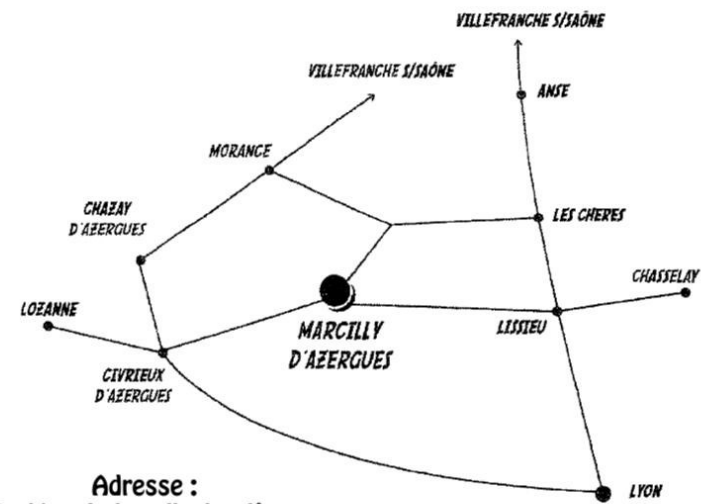 VILLEFRANCHE S/SAÔNE
VILLEFRANCHE S/SAÔNE
ANSE
MORANCE
CHAZAY
D'AZERGUES
LES CHERES
CHASSELAY
LOZANNE
MARCILLY
D'AZERGUES
LISSIEU
CIVRIEUX
D'AZERGUES
Adresse :
LYON